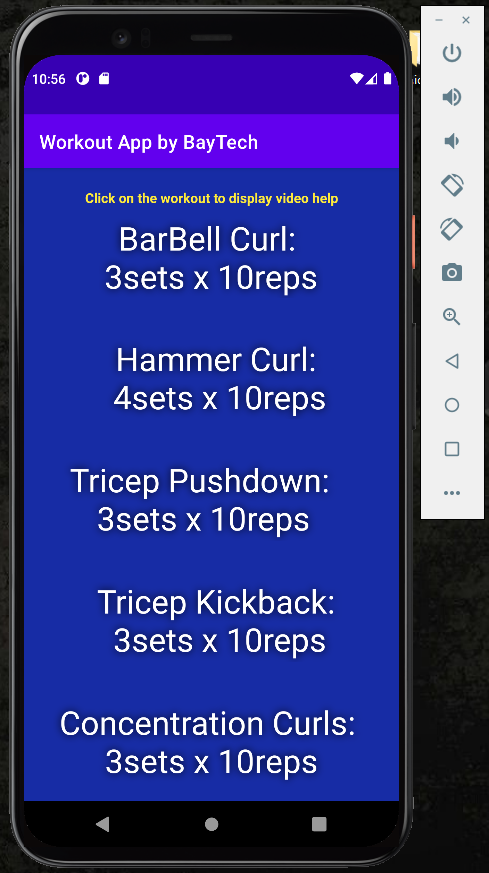 10:56
Workout App by BayTech
Click on the workout to display video help
BarBell Curl:
3sets x 10reps
Hammer Curl:
4sets x 10reps
Tricep Pushdown:
3sets x 10reps
Tricep Kickback:
3sets x 10reps
Concentration Curls:
3sets x 10reps